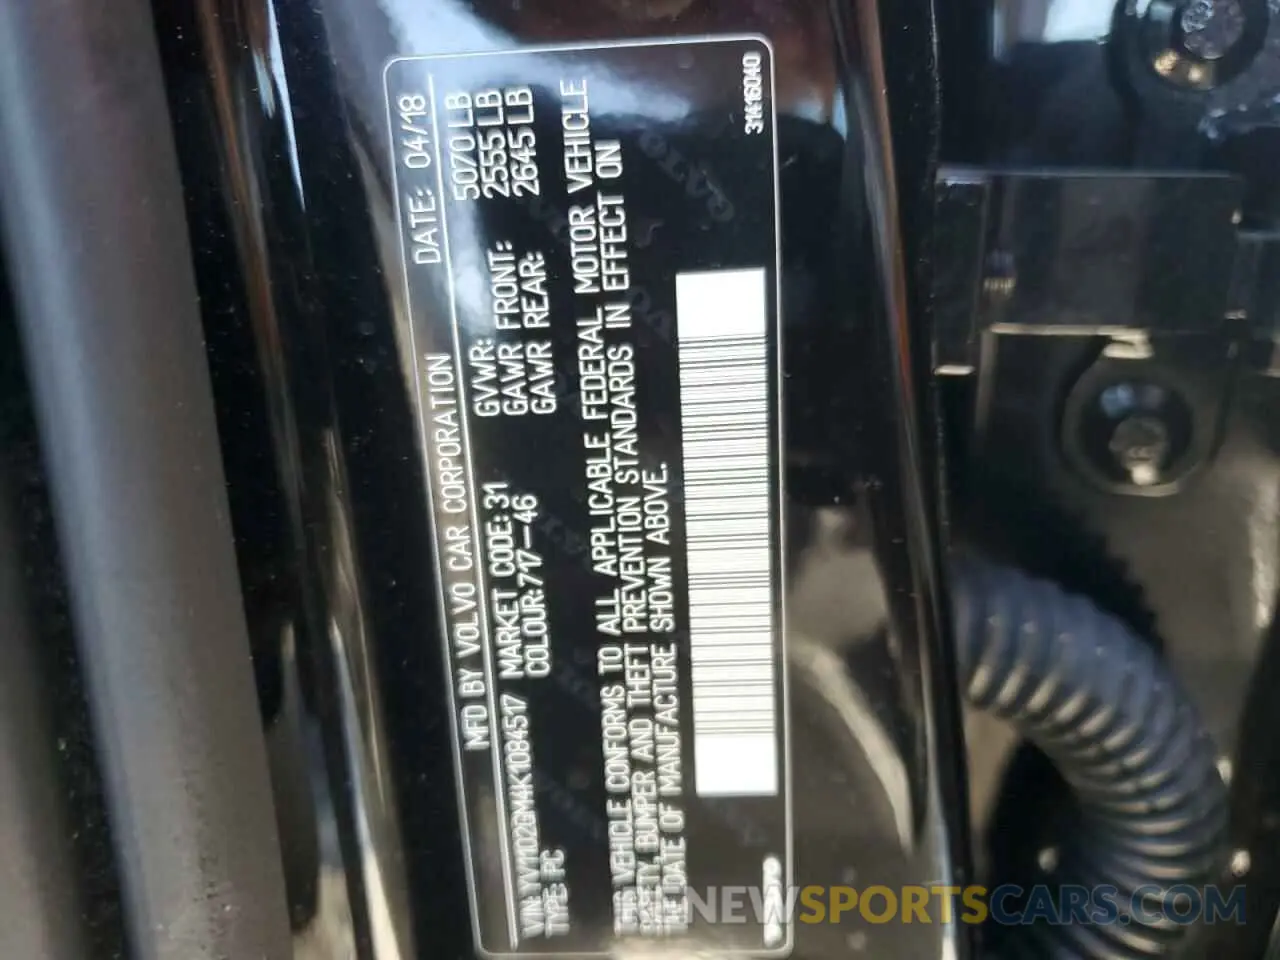 MFD BY VOLVO CAR CORPORATION DATE: 04/18
VIN: YV1102GM4K1084517 MARKET CODE: 31 GVWR: 5070 LB
TYPE: PC COLOUR: 717-46 GAWR FRONT: 2555 LB
GAWR REAR: 2645 LB
THIS VEHICLE CONFORMS TO ALL APPLICABLE FEDERAL MOTOR VEHICLE
SAFETY, BUMPER AND THEFT PREVENTION STANDARDS IN EFFECT ON
THE DATE OF MANUFACTURE SHOWN ABOVE.
31416040
RENEWSPORTSCARS.COM